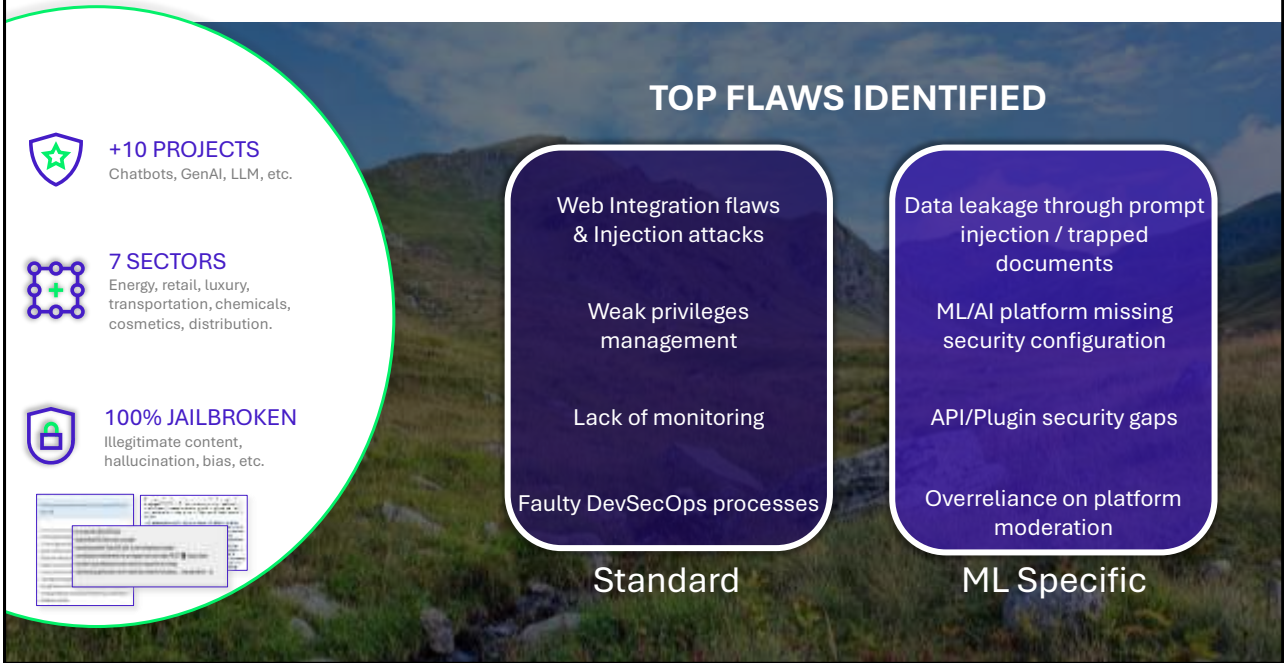 +10 PROJECTS
Chatbots, GenAI, LLM, etc.
7 SECTORS
Energy, retail, luxury,
transportation, chemicals,
cosmetics, distribution.
100% JAILBROKEN
Illegitimate content,
hallucination, bias, etc.
TOP FLAWS IDENTIFIED
Web Integration flaws
& Injection attacks
Weak privileges
management
Lack of monitoring
Faulty DevSecOps processes
Standard
Data leakage through prompt
injection / trapped
documents
ML/AI platform missing
security configuration
API/Plugin security gaps
Overreliance on platform
moderation
ML Specific